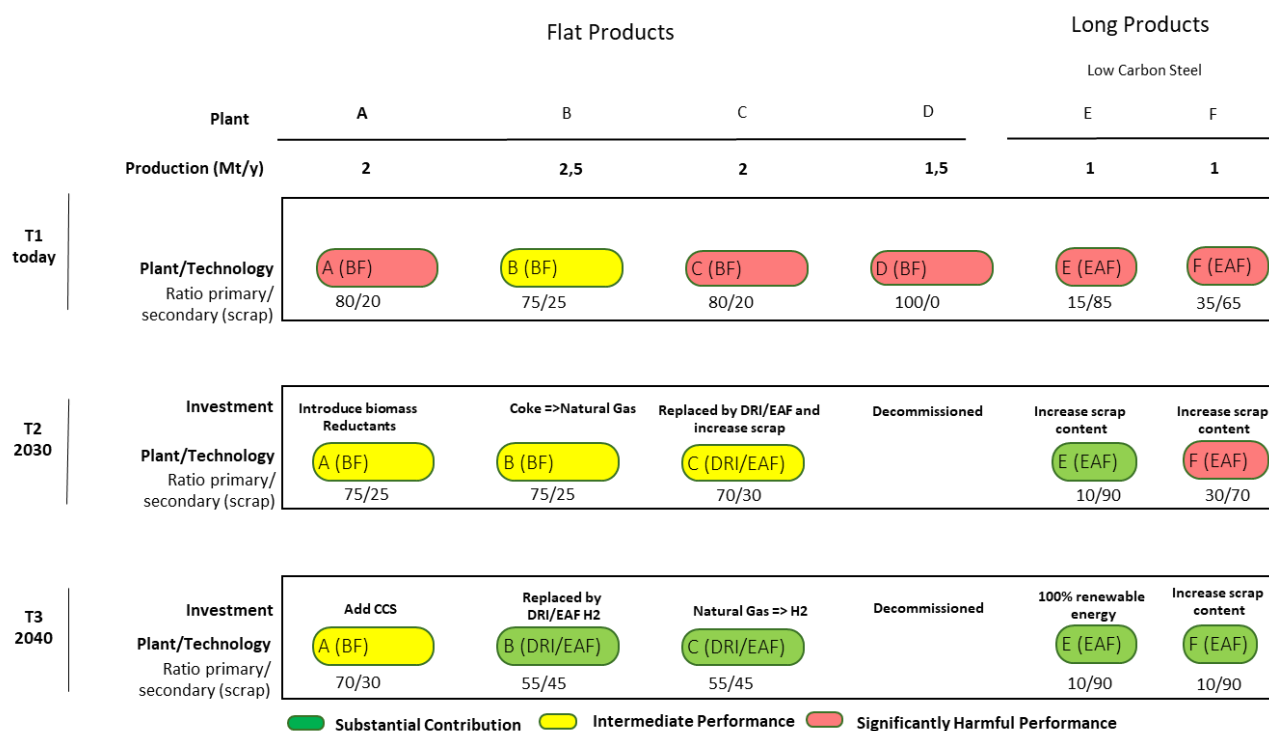 Flat Products
Long Products
Low Carbon Steel
Plant A B C D E F
Production (Mt/y) 2 2,5 2 1,5 1 1
T1
today
Plant/Technology A (BF) B (BF) C (BF) D (BF) E (EAF) F (EAF)
Ratio primary/
secondary (scrap) 80/20 75/25 80/20 100/0 15/85 35/65
T2
2030
Investment Introduce biomass Reductants Coke =>Natural Gas Replaced by DRI/EAF and increase scrap Decommissioned Increase scrap content Increase scrap content
Plant/Technology A (BF) B (BF) C (DRI/EAF) E (EAF) F (EAF)
Ratio primary/
secondary (scrap) 75/25 75/25 70/30 10/90 30/70
T3
2040
Investment Add CCS Replaced by DRI/EAF H2 Natural Gas => H2 Decommissioned 100% renewable energy Increase scrap content
Plant/Technology A (BF) B (DRI/EAF) C (DRI/EAF) E (EAF) F (EAF)
Ratio primary/
secondary (scrap) 70/30 55/45 55/45 10/90 10/90
Substantial Contribution Intermediate Performance Significantly Harmful Performance